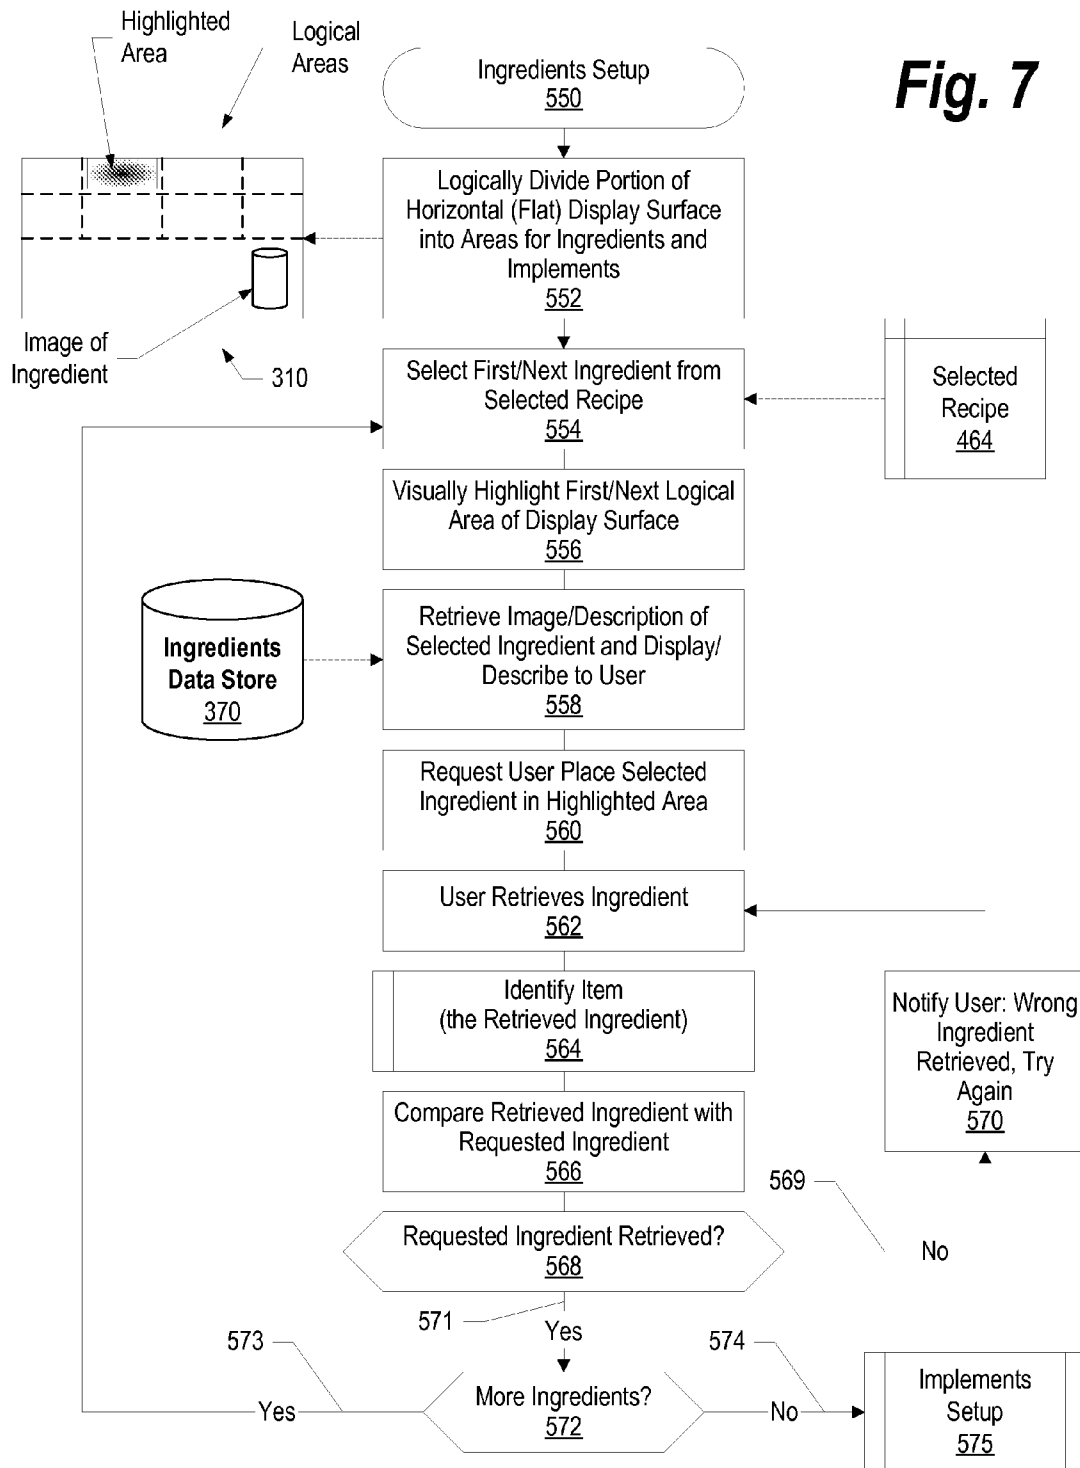 Highlighted
Area
Logical
Areas
Fig. 7
Ingredients Setup
550
Logically Divide Portion of
Horizontal (Flat) Display Surface
into Areas for Ingredients and
Implements
552
Image of
Ingredient
310
Select First/Next Ingredient from
Selected Recipe
554
Selected
Recipe
464
Visually Highlight First/Next Logical
Area of Display Surface
556
Ingredients
Data Store
370
Retrieve Image/Description of
Selected Ingredient and Display/
Describe to User
558
Request User Place Selected
Ingredient in Highlighted Area
560
User Retrieves Ingredient
562
Identify Item
(the Retrieved Ingredient)
564
Notify User: Wrong
Ingredient
Retrieved, Try
Again
570
Compare Retrieved Ingredient with
Requested Ingredient
566
569
Requested Ingredient Retrieved?
568
No
571
Yes
573
574
More Ingredients?
572
Yes
No
Implements
Setup
575